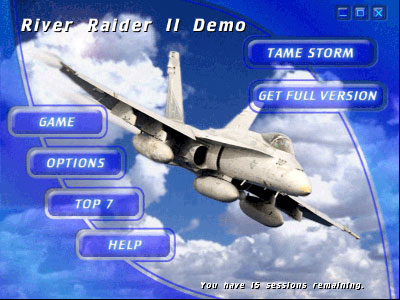 River Raider II Demo
TAME STORM
GET FULL VERSION
GAME
OPTIONS
TOP 7
HELP
You have 15 sessions remaining.